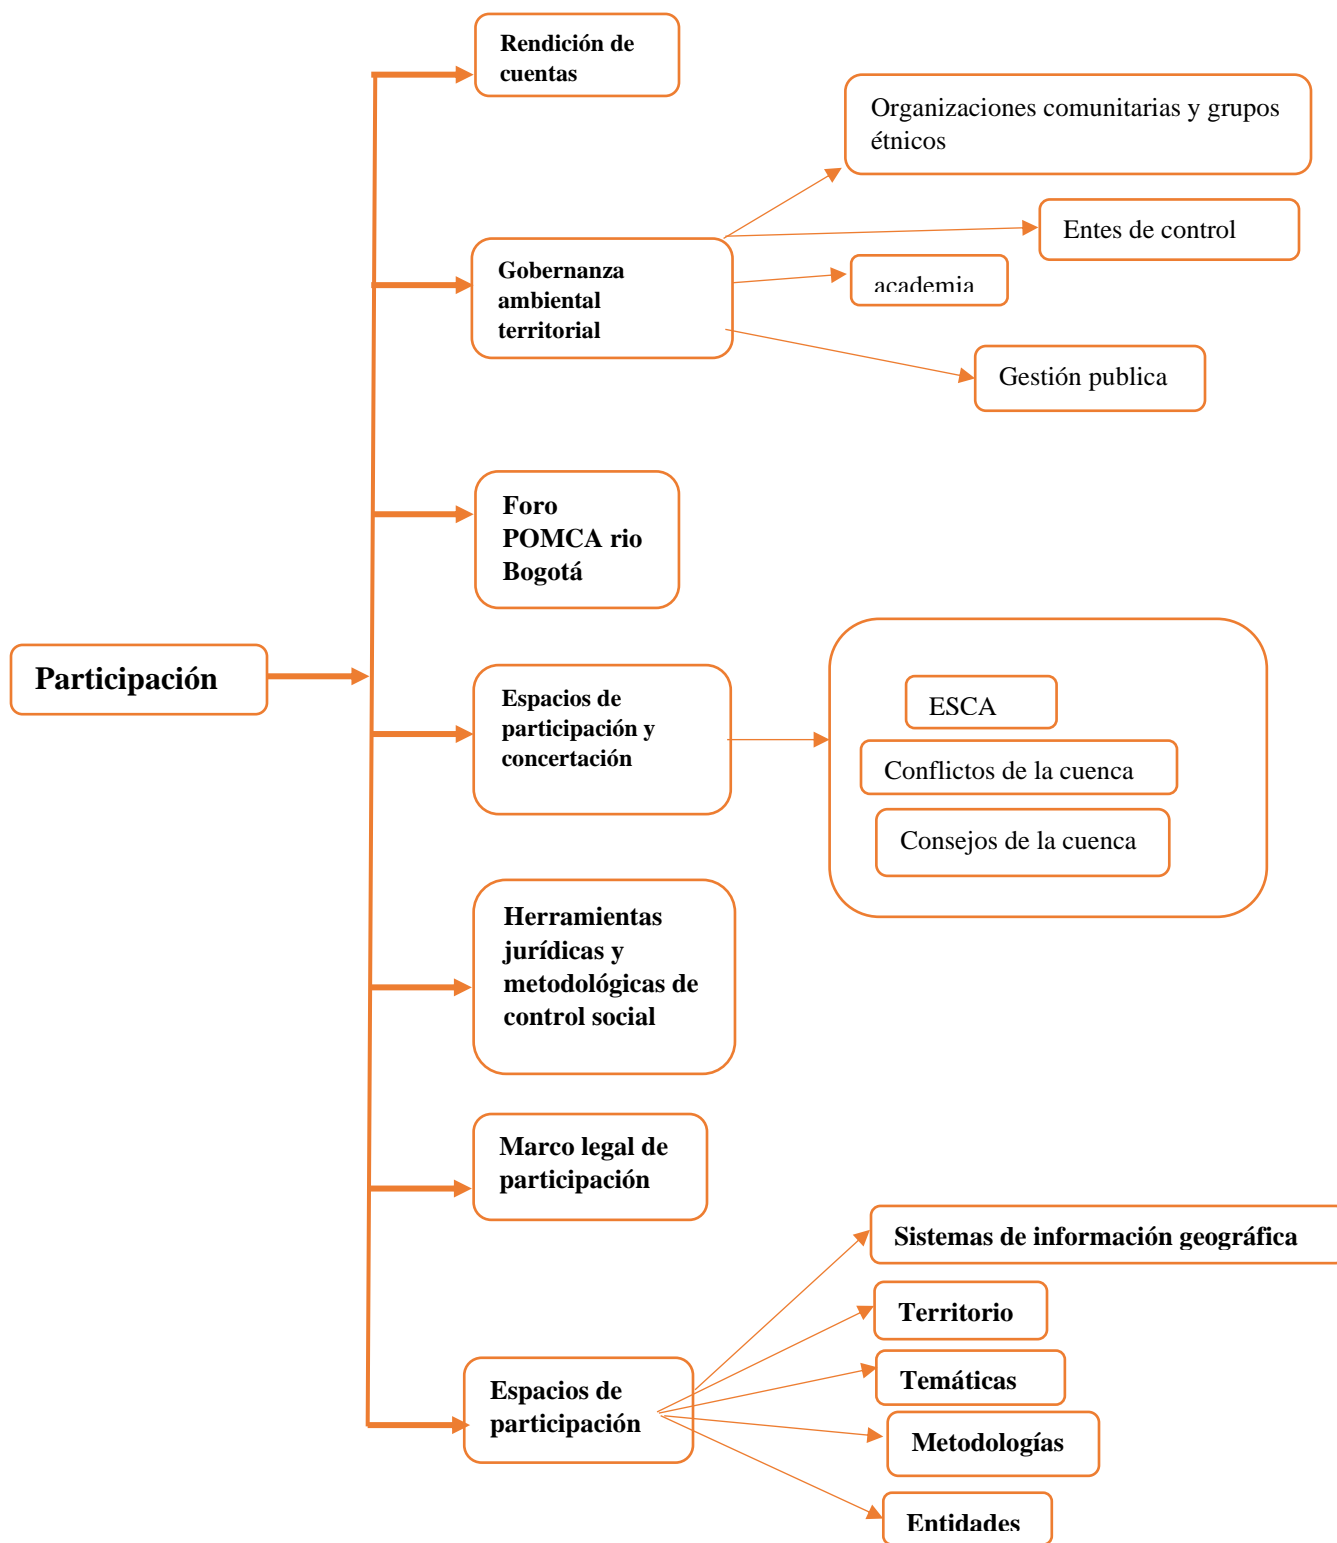 Rendición de
cuentas
Organizaciones comunitarias y grupos
étnicos
Entes de control
Gobernanza
ambiental
territorial
academia
Gestión publica
Foro
POMCA rio
Bogotá
Participación
Espacios de
participación y
concertación
ESCA
Conflictos de la cuenca
Consejos de la cuenca
Herramientas
jurídicas y
metodológicas de
control social
Marco legal de
participación
Sistemas de información geográfica
Territorio
Temáticas
Espacios de
participación
Metodologías
Entidades